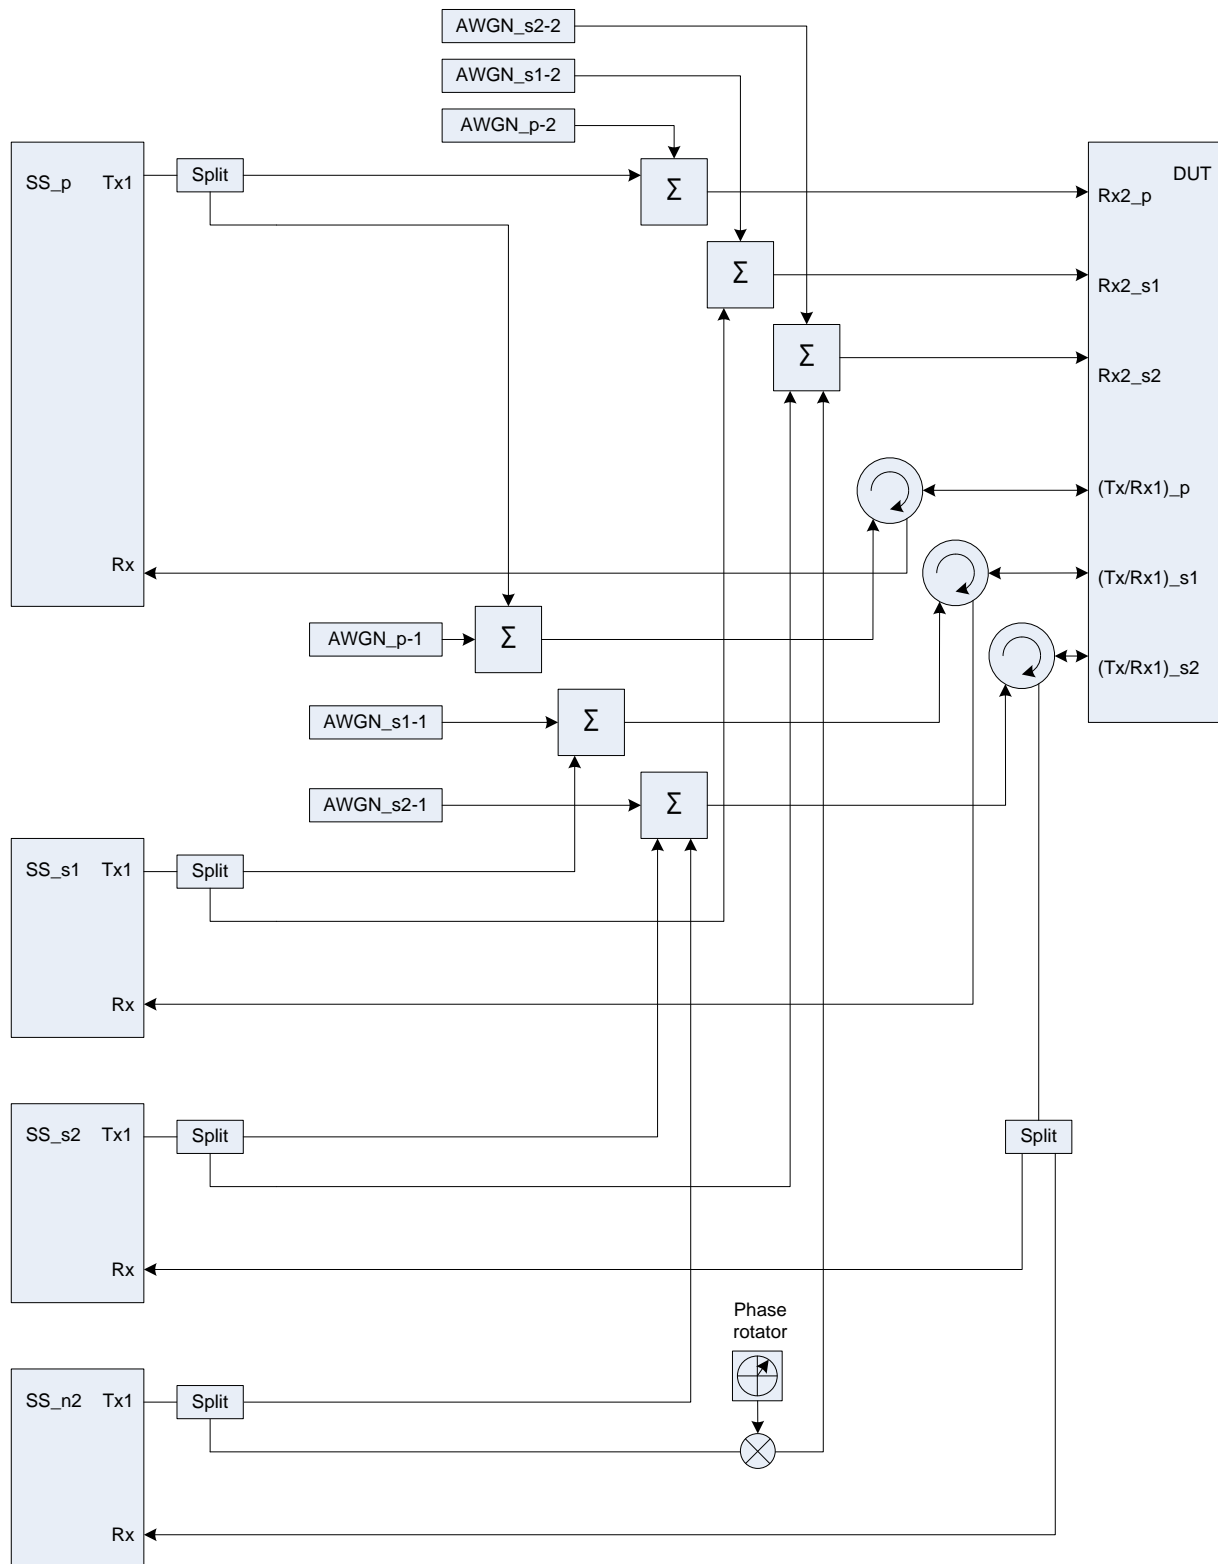 AWGN_s2-2
AWGN_s1-2
AWGN_p-2
SS_p Tx1
Split
Σ
DUT
Rx2_p
Σ
Rx2_s1
Σ
Rx2_s2
(Tx/Rx1)_p
Rx
(Tx/Rx1)_s1
AWGN_p-1
Σ
(Tx/Rx1)_s2
AWGN_s1-1
Σ
AWGN_s2-1
Σ
SS_s1 Tx1
Split
Rx
SS_s2 Tx1
Split
Split
Rx
Phase
rotator
SS_n2 Tx1
Split
Rx